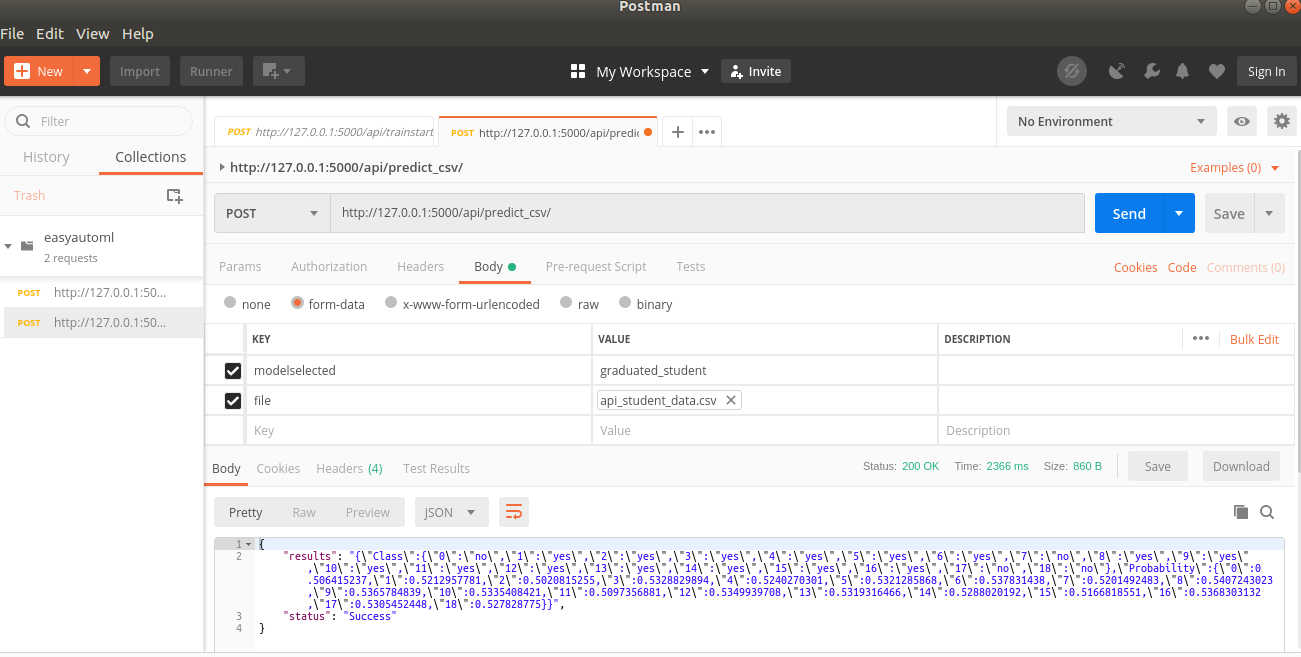 Postman
File Edit View Help
New Import Runner My Workspace Invite Sign In
Filter
History Collections
Trash
easyautoml
2 requests
POST http://127.0.0.1:50...
POST http://127.0.0.1:50...
POST http://127.0.0.1:5000/api/trainstart POST http://127.0.0.1:5000/api/predic No Environment
http://127.0.0.1:5000/api/predict_csv/ Examples (0)
POST http://127.0.0.1:5000/api/predict_csv/ Send Save
Params Authorization Headers Body Pre-request Script Tests Cookies Code Comments (0)
none form-data x-www-form-urlencoded raw binary
KEY VALUE DESCRIPTION Bulk Edit
modelselected graduated_student
file api_student_data.csv
Key Value Description
Body Cookies Headers (4) Test Results Status: 200 OK Time: 2366 ms Size: 860 B Save Download
Pretty Raw Preview JSON
1 {
2 "results": "{\"Class\":{\"0\":\"no\",\"1\":\"yes\",\"2\":\"yes\",\"3\":\"yes\",\"4\":\"yes\",\"5\":\"yes\",\"6\":\"yes\",\"7\":\"no\",\"8\":\"yes\",\"9\":\"yes\"
,\"10\":\"yes\",\"11\":\"yes\",\"12\":\"yes\",\"13\":\"yes\",\"14\":\"yes\",\"15\":\"yes\",\"16\":\"yes\",\"17\":\"no\",\"18\":\"no\"},\"Probability\":{\"0\":0
.506415237,\"1\":0.5212957781,\"2\":0.5020815255,\"3\":0.5328829894,\"4\":0.5240270301,\"5\":0.5321285868,\"6\":0.537831438,\"7\":0.5201492483,\"8\":0.5407243023
,\"9\":0.5365784839,\"10\":0.5335408421,\"11\":0.5097356881,\"12\":0.5349939708,\"13\":0.5319316466,\"14\":0.5288020192,\"15\":0.5166818551,\"16\":0.5368303132
,\"17\":0.5305452448,\"18\":0.527828775}}",
3 "status": "Success"
4 }